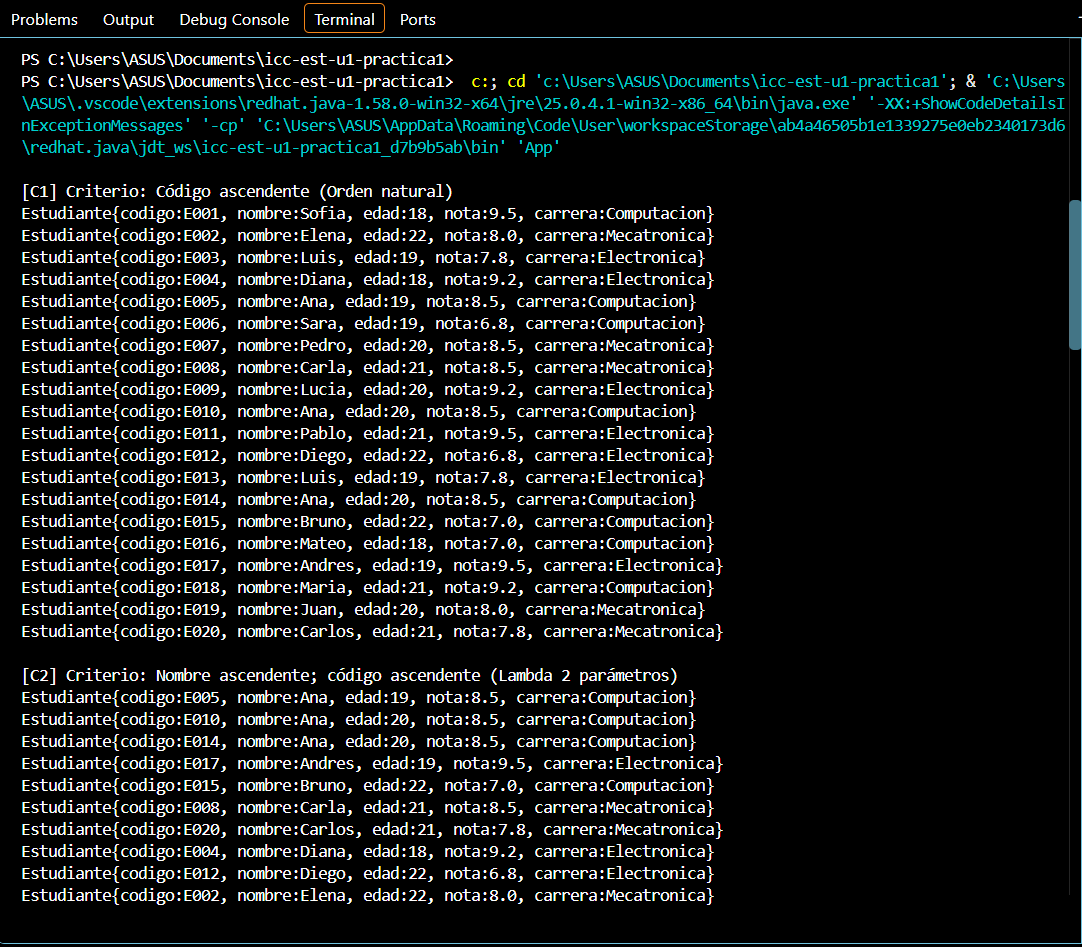 Problems Output Debug Console Terminal Ports
PS C:\Users\ASUS\Documents\icc-est-u1-practica1>
PS C:\Users\ASUS\Documents\icc-est-u1-practica1>  c:; cd 'c:\Users\ASUS\Documents\icc-est-u1-practica1'; & 'C:\Users
\ASUS\.vscode\extensions\redhat.java-1.58.0-win32-x64\jre\25.0.4.1-win32-x86_64\bin\java.exe' '-XX:+ShowCodeDetailsI
nExceptionMessages' '-cp' 'C:\Users\ASUS\AppData\Roaming\Code\User\workspaceStorage\ab4a46505b1e1339275e0eb2340173d6
\redhat.java\jdt_ws\icc-est-u1-practica1_d7b9b5ab\bin' 'App'
[C1] Criterio: Código ascendente (Orden natural)
Estudiante{codigo:E001, nombre:Sofia, edad:18, nota:9.5, carrera:Computacion}
Estudiante{codigo:E002, nombre:Elena, edad:22, nota:8.0, carrera:Mecatronica}
Estudiante{codigo:E003, nombre:Luis, edad:19, nota:7.8, carrera:Electronica}
Estudiante{codigo:E004, nombre:Diana, edad:18, nota:9.2, carrera:Electronica}
Estudiante{codigo:E005, nombre:Ana, edad:19, nota:8.5, carrera:Computacion}
Estudiante{codigo:E006, nombre:Sara, edad:19, nota:6.8, carrera:Computacion}
Estudiante{codigo:E007, nombre:Pedro, edad:20, nota:8.5, carrera:Mecatronica}
Estudiante{codigo:E008, nombre:Carla, edad:21, nota:8.5, carrera:Mecatronica}
Estudiante{codigo:E009, nombre:Lucia, edad:20, nota:9.2, carrera:Electronica}
Estudiante{codigo:E010, nombre:Ana, edad:20, nota:8.5, carrera:Computacion}
Estudiante{codigo:E011, nombre:Pablo, edad:21, nota:9.5, carrera:Electronica}
Estudiante{codigo:E012, nombre:Diego, edad:22, nota:6.8, carrera:Electronica}
Estudiante{codigo:E013, nombre:Luis, edad:19, nota:7.8, carrera:Electronica}
Estudiante{codigo:E014, nombre:Ana, edad:20, nota:8.5, carrera:Computacion}
Estudiante{codigo:E015, nombre:Bruno, edad:22, nota:7.0, carrera:Computacion}
Estudiante{codigo:E016, nombre:Mateo, edad:18, nota:7.0, carrera:Computacion}
Estudiante{codigo:E017, nombre:Andres, edad:19, nota:9.5, carrera:Electronica}
Estudiante{codigo:E018, nombre:Maria, edad:21, nota:9.2, carrera:Computacion}
Estudiante{codigo:E019, nombre:Juan, edad:20, nota:8.0, carrera:Mecatronica}
Estudiante{codigo:E020, nombre:Carlos, edad:21, nota:7.8, carrera:Mecatronica}
[C2] Criterio: Nombre ascendente; código ascendente (Lambda 2 parámetros)
Estudiante{codigo:E005, nombre:Ana, edad:19, nota:8.5, carrera:Computacion}
Estudiante{codigo:E010, nombre:Ana, edad:20, nota:8.5, carrera:Computacion}
Estudiante{codigo:E014, nombre:Ana, edad:20, nota:8.5, carrera:Computacion}
Estudiante{codigo:E017, nombre:Andres, edad:19, nota:9.5, carrera:Electronica}
Estudiante{codigo:E015, nombre:Bruno, edad:22, nota:7.0, carrera:Computacion}
Estudiante{codigo:E008, nombre:Carla, edad:21, nota:8.5, carrera:Mecatronica}
Estudiante{codigo:E020, nombre:Carlos, edad:21, nota:7.8, carrera:Mecatronica}
Estudiante{codigo:E004, nombre:Diana, edad:18, nota:9.2, carrera:Electronica}
Estudiante{codigo:E012, nombre:Diego, edad:22, nota:6.8, carrera:Electronica}
Estudiante{codigo:E002, nombre:Elena, edad:22, nota:8.0, carrera:Mecatronica}